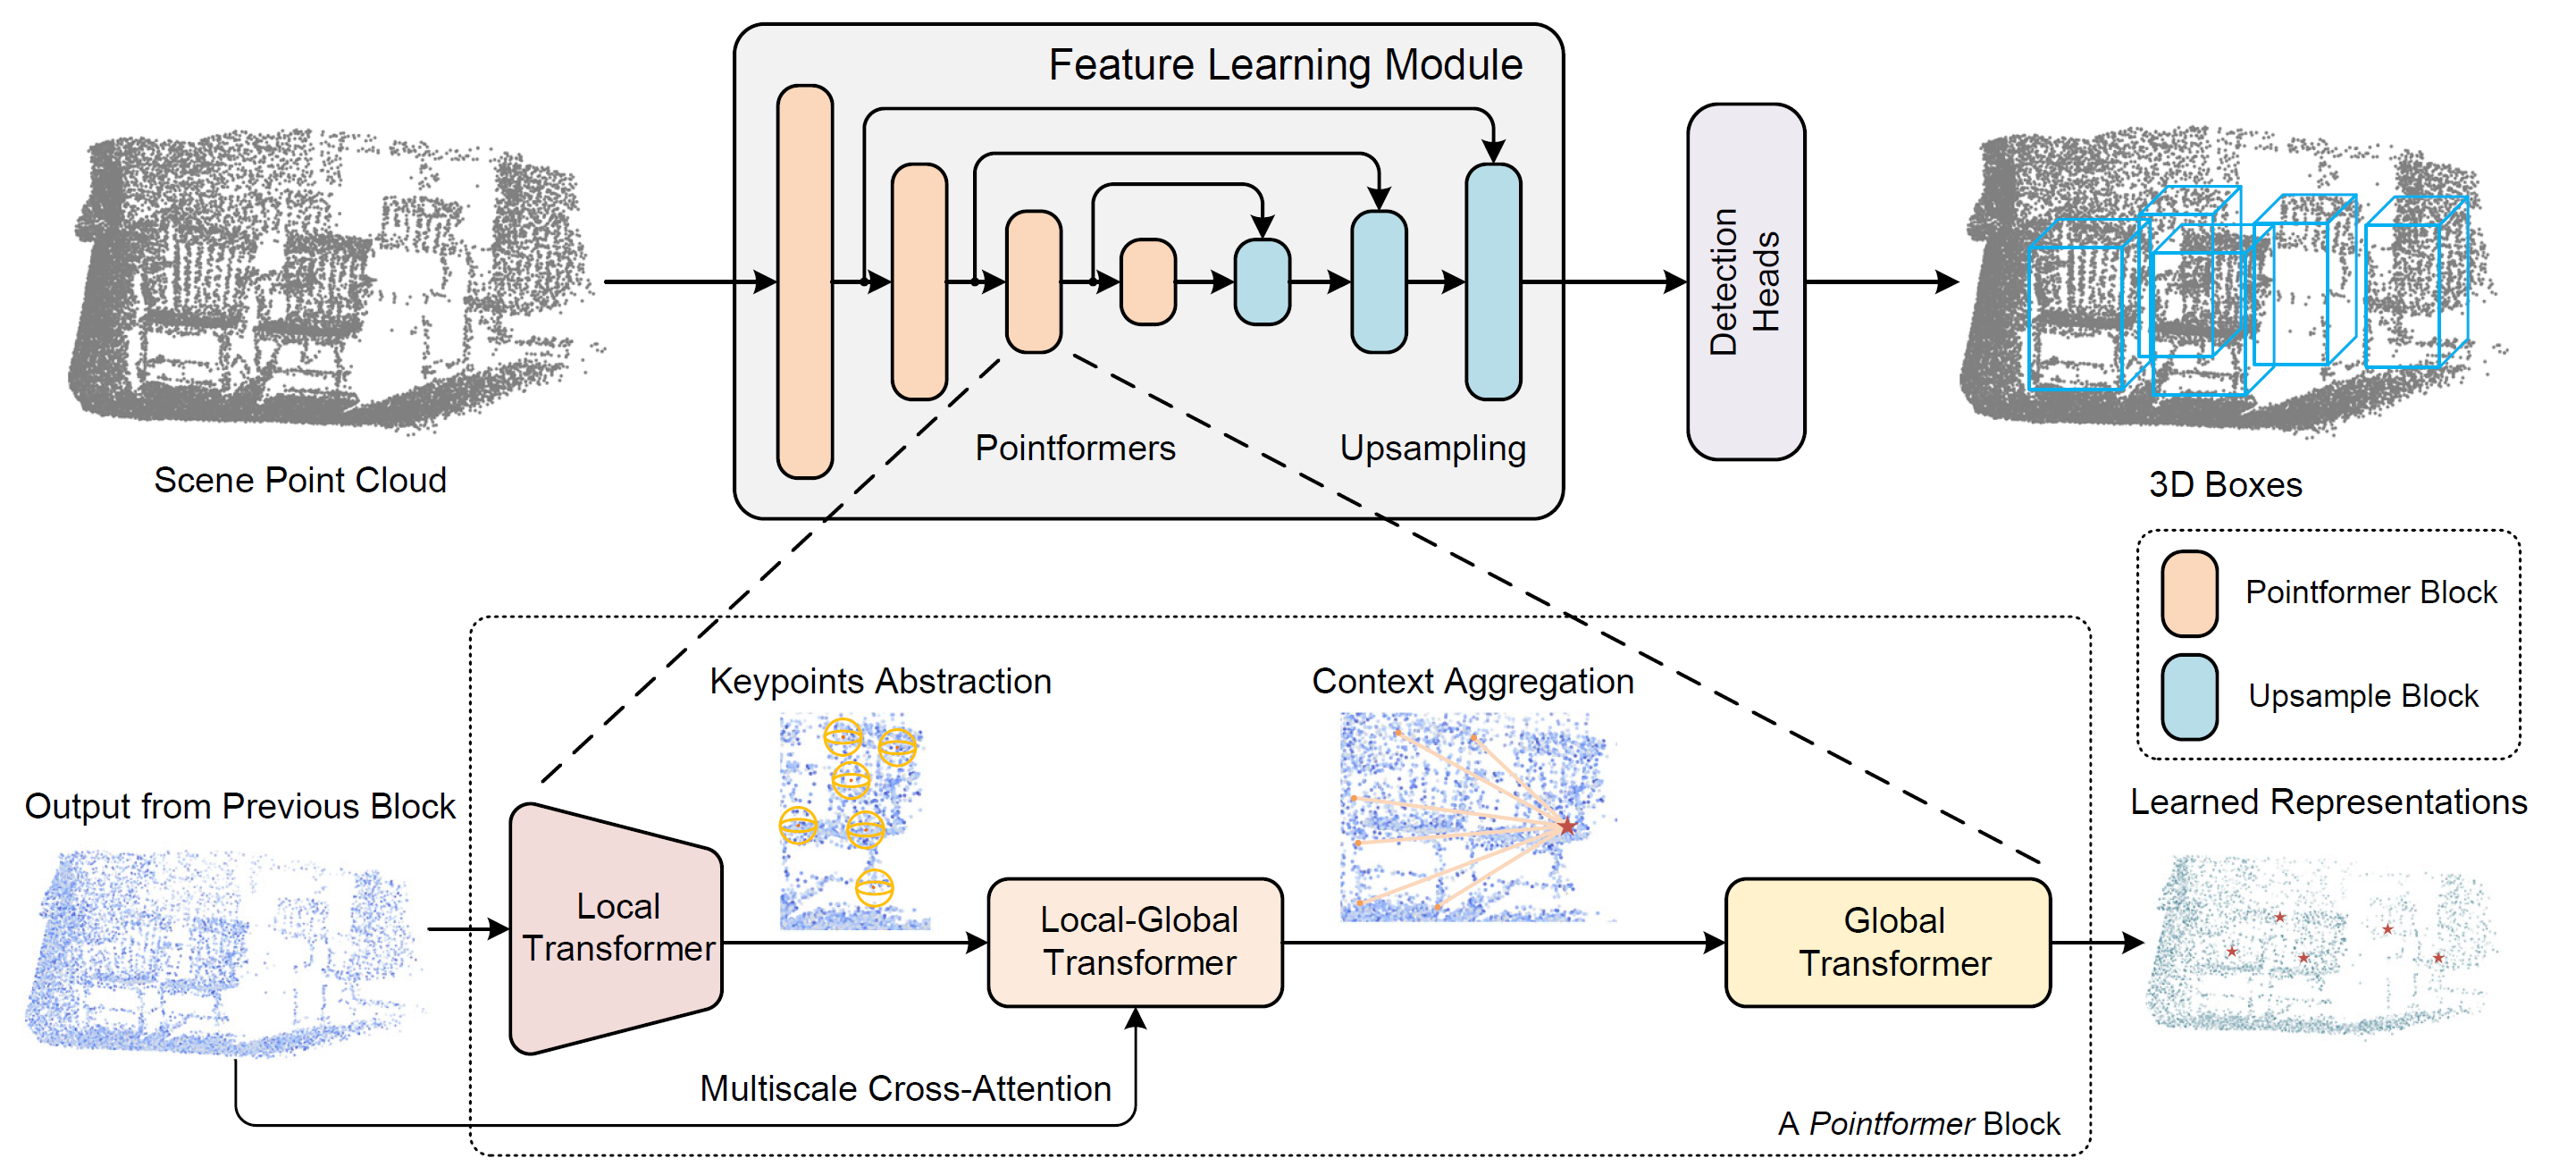 Feature Learning Module
Pointformers
Upsampling
Scene Point Cloud
Detection
Heads
3D Boxes
Pointformer Block
Upsample Block
Keypoints Abstraction
Context Aggregation
Output from Previous Block
Learned Representations
Local
Transformer
Local-Global
Transformer
Global
Transformer
Multiscale Cross-Attention
A Pointformer Block